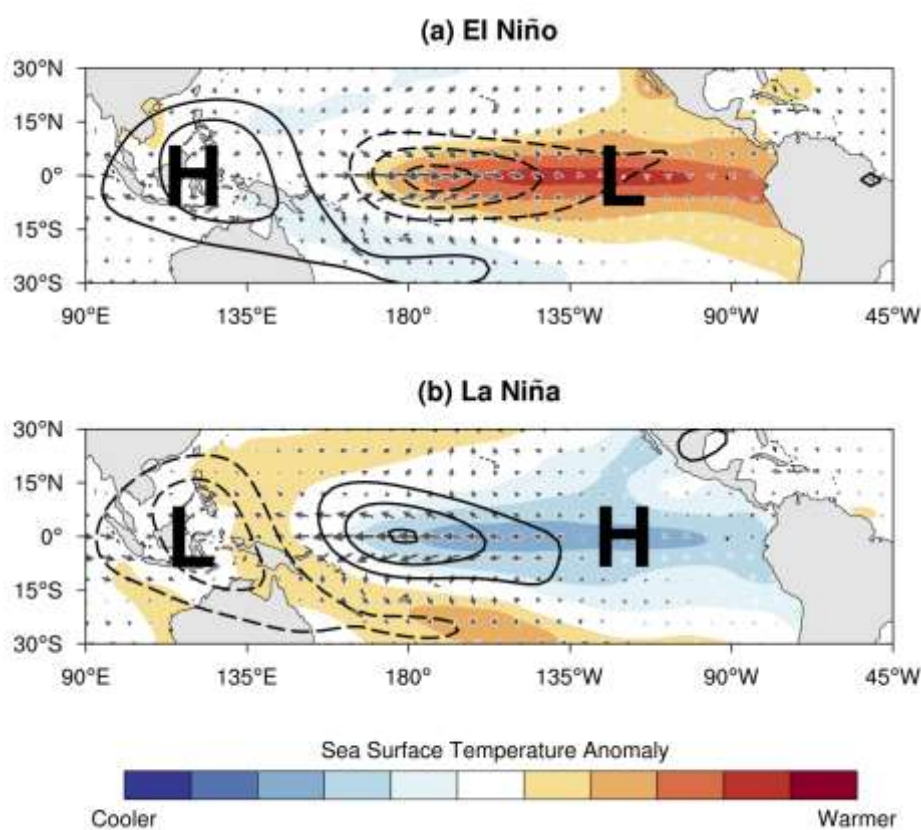 (a) El Niño
30°N
15°N
0°
15°S
30°S
H
L
90°E 135°E 180° 135°W 90°W 45°W
(b) La Niña
30°N
15°N
0°
15°S
30°S
L
H
90°E 135°E 180° 135°W 90°W 45°W
Sea Surface Temperature Anomaly
Cooler Warmer